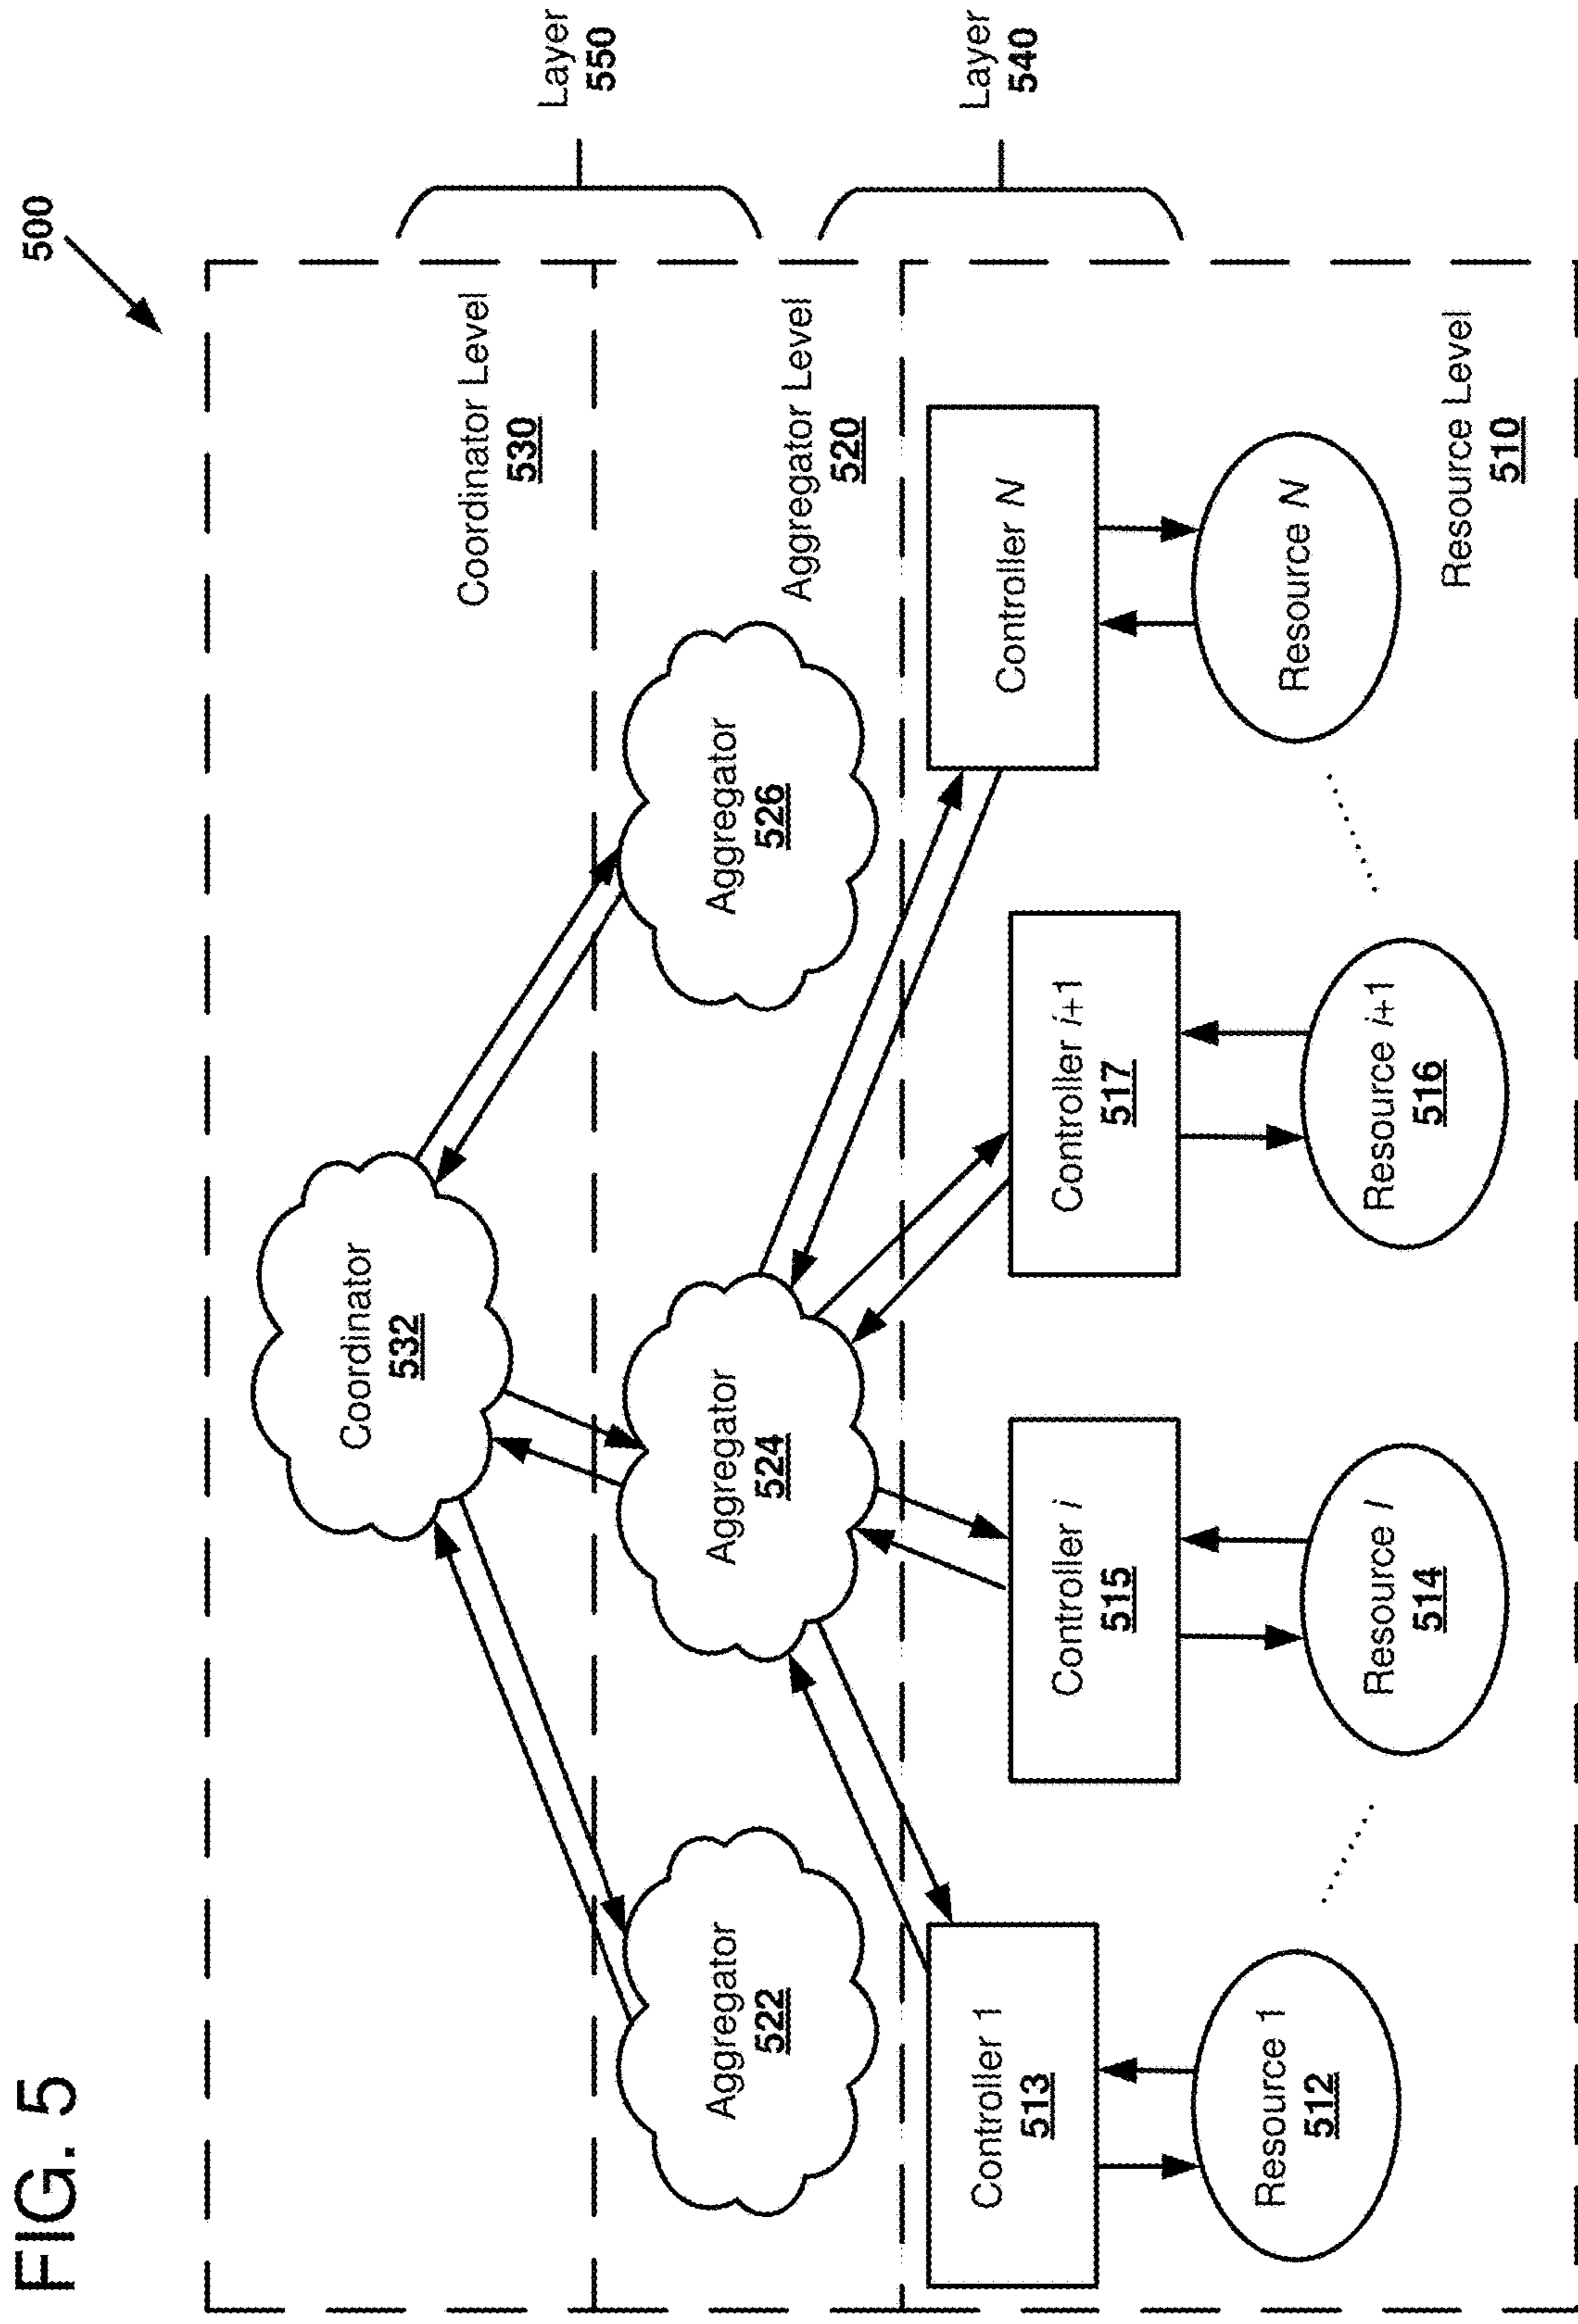 FIG. 5
500
Coordinator
532
Coordinator Level
530
Layer
550
Aggregator
522
Aggregator
524
Aggregator
526
Aggregator Level
520
Layer
540
Controller 1
513
Controller i
515
Controller i+1
517
Controller N
Resource 1
512
Resource I
514
Resource i+1
516
Resource N
Resource Level
510